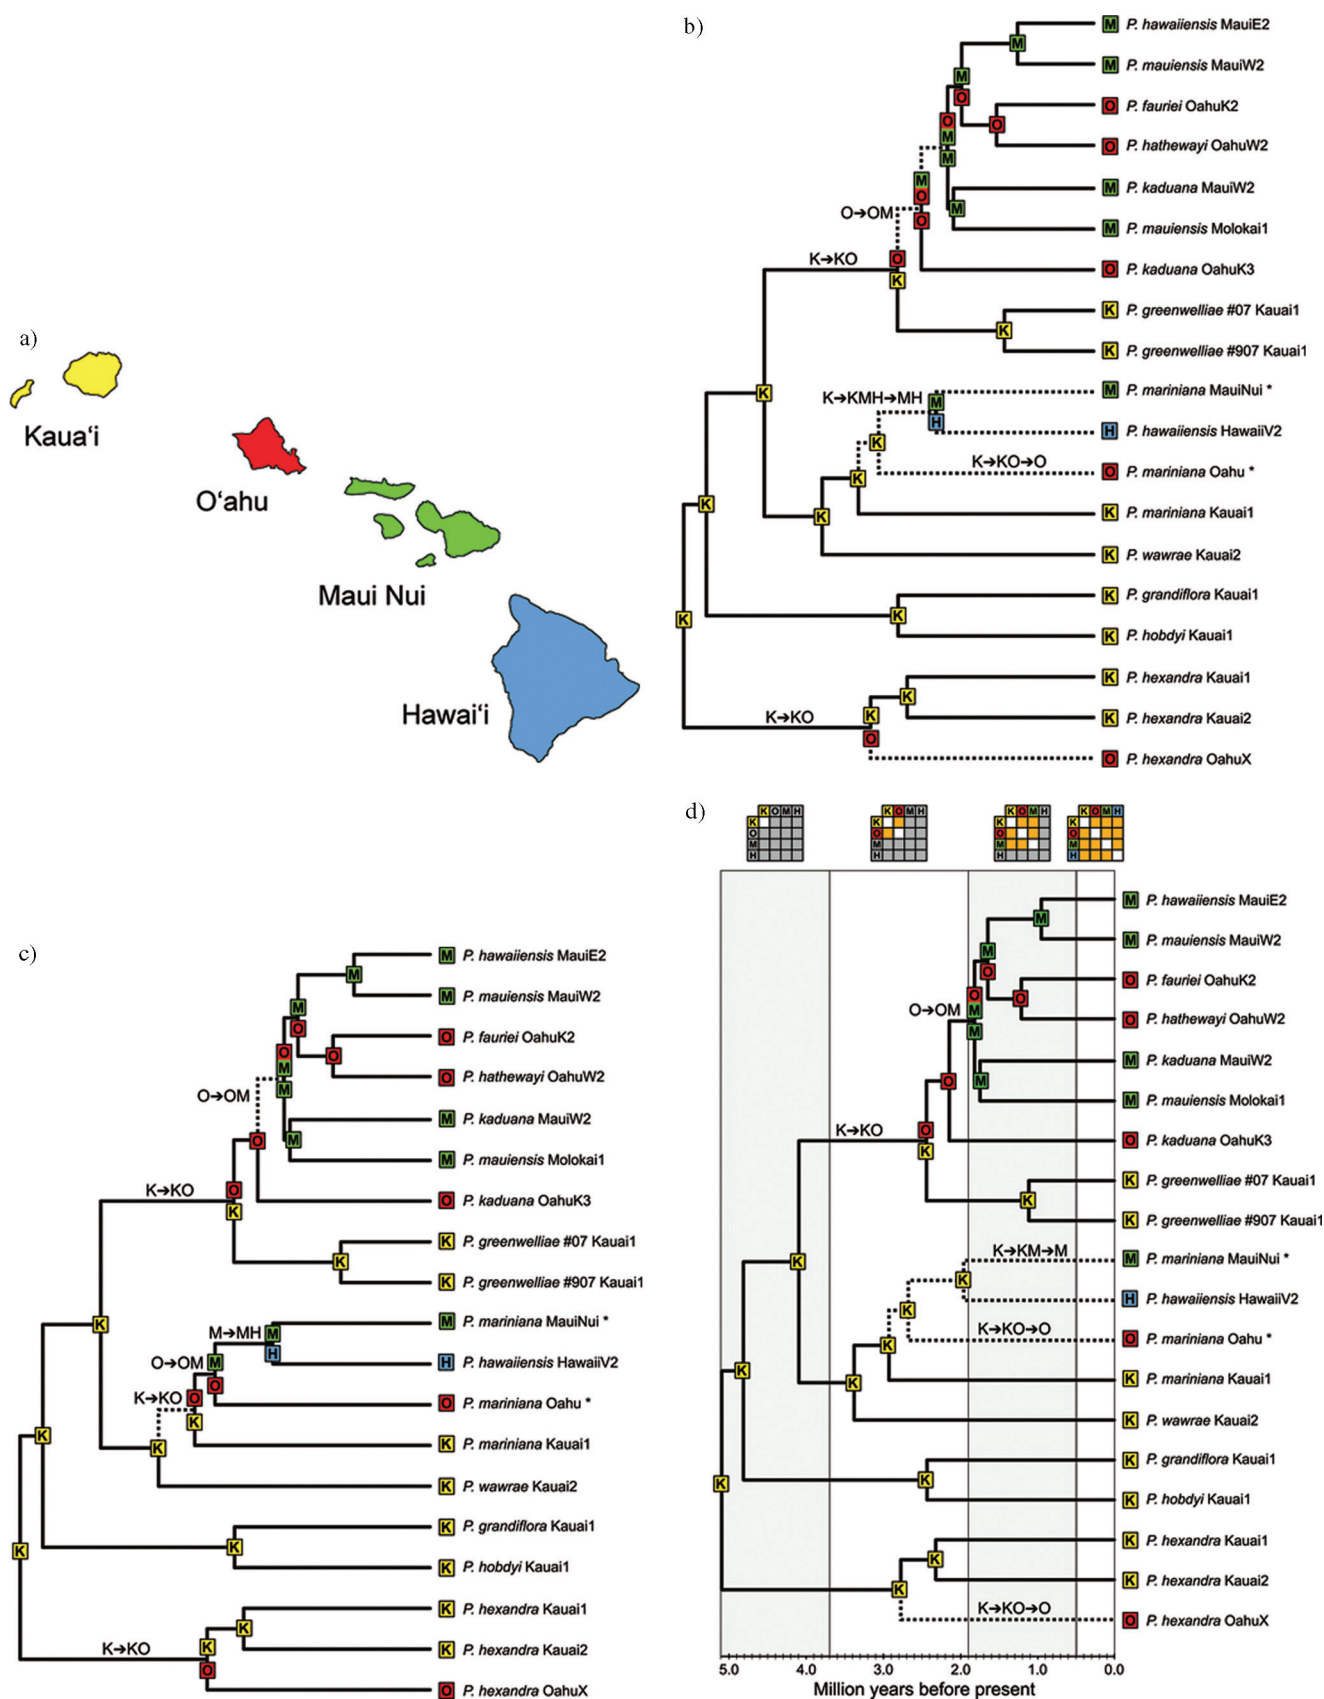 a)
Kauaʻi
Oʻahu
Maui Nui
Hawaiʻi
b)
M P. hawaiiensis MauiE2
M
M P. mauiensis MauiW2
M
O
O P. fauriei OahuK2
O
O P. hathewayi OahuW2
O
M
M
M P. kaduana MauiW2
M
M P. mauiensis Molokai1
M
O
O
O→OM
O P. kaduana OahuK3
K→KO
O
K
K P. greenwelliae #07 Kauai1
K
K P. greenwelliae #907 Kauai1
K
M P. mariniana MauiNui *
K→KMH→MH
M
H
H P. hawaiiensis HawaiiV2
K
K→KO→O
O P. mariniana Oahu *
K
K P. mariniana Kauai1
K
K
K P. wawrae Kauai2
K P. grandiflora Kauai1
K
K
K P. hobdyi Kauai1
K P. hexandra Kauai1
K
K P. hexandra Kauai2
K→KO
K
O
O P. hexandra OahuX
c)
M P. hawaiiensis MauiE2
M
M P. mauiensis MauiW2
M
O
O P. fauriei OahuK2
O
O P. hathewayi OahuW2
O
M
M
O→OM
M P. kaduana MauiW2
M
O
M P. mauiensis Molokai1
K→KO
O
K
O P. kaduana OahuK3
K P. greenwelliae #07 Kauai1
K
K P. greenwelliae #907 Kauai1
K
M P. mariniana MauiNui *
M→MH
M
H
H P. hawaiiensis HawaiiV2
O→OM
M
O
K→KO
O
K
O P. mariniana Oahu *
K
K P. mariniana Kauai1
K
K P. wawrae Kauai2
K P. grandiflora Kauai1
K
K
K P. hobdyi Kauai1
K P. hexandra Kauai1
K
K P. hexandra Kauai2
K→KO
K
O
O P. hexandra OahuX
d)
K O M H
K
O
M
H
K O M H
K
O
M
H
K O M H
K
O
M
H
K O M H
K
O
M
H
M P. hawaiiensis MauiE2
M
M P. mauiensis MauiW2
M
O
O P. fauriei OahuK2
O
O P. hathewayi OahuW2
O→OM
O
M
M
M P. kaduana MauiW2
M
O
M P. mauiensis Molokai1
K→KO
O
K
O P. kaduana OahuK3
K P. greenwelliae #07 Kauai1
K
K P. greenwelliae #907 Kauai1
K
K→KM→M
M P. mariniana MauiNui *
K
H P. hawaiiensis HawaiiV2
K
K→KO→O
O P. mariniana Oahu *
K
K P. mariniana Kauai1
K
K
K P. wawrae Kauai2
K P. grandiflora Kauai1
K
K
K P. hobdyi Kauai1
K P. hexandra Kauai1
K
K P. hexandra Kauai2
K
K→KO→O
O P. hexandra OahuX
5.0 4.0 3.0 2.0 1.0 0.0
Million years before present